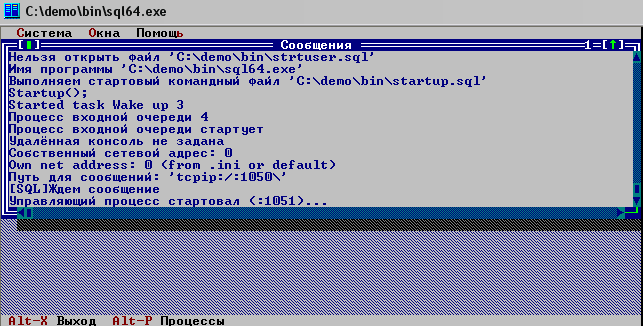 C:\demo\bin\sql64.exe
Система Окна Помощь
[▮] Сообщения 1=[↑]
Нельзя открыть файл 'C:\demo\bin\strtuser.sql'
Имя программы 'C:\demo\bin\sql64.exe'
Выполняем стартовый командный файл 'C:\demo\bin\startup.sql'
Startup();
Started task Wake up 3
Процесс входной очереди 4
Процесс входной очереди стартует
Удалённая консоль не задана
Собственный сетевой адрес: 0
Own net address: 0 (from .ini or default)
Путь для сообщений: 'tcpip:/:1050\'
[SQL]Ждем сообщение
Управляющий процесс стартовал (:1051)...
Alt-X Выход Alt-P Процессы